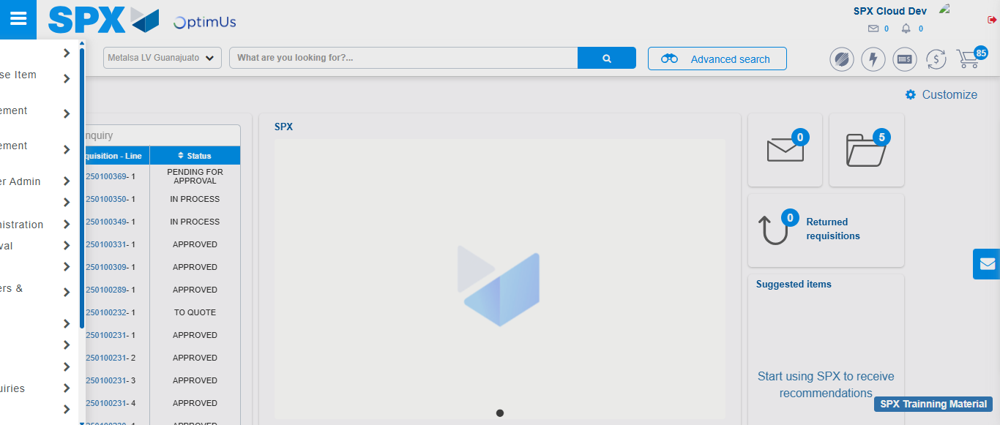 SPX
OptimUs
SPX Cloud Dev
0
0
Metalsa LV Guanajuato
What are you looking for?...
Advanced search
85
Customize
se Item
ement
ement
er Admin
istration
val
ers &
uiries
nquiry
quisition - Line
Status
250100369- 1
PENDING FOR
APPROVAL
250100350- 1
IN PROCESS
250100349- 1
IN PROCESS
250100331- 1
APPROVED
250100309- 1
APPROVED
250100289- 1
APPROVED
250100232- 1
TO QUOTE
250100231- 1
APPROVED
250100231- 2
APPROVED
250100231- 3
APPROVED
250100231- 4
APPROVED
SPX
0
5
0
Returned
requisitions
Suggested items
Start using SPX to receive
recommendations
SPX Trainning Material